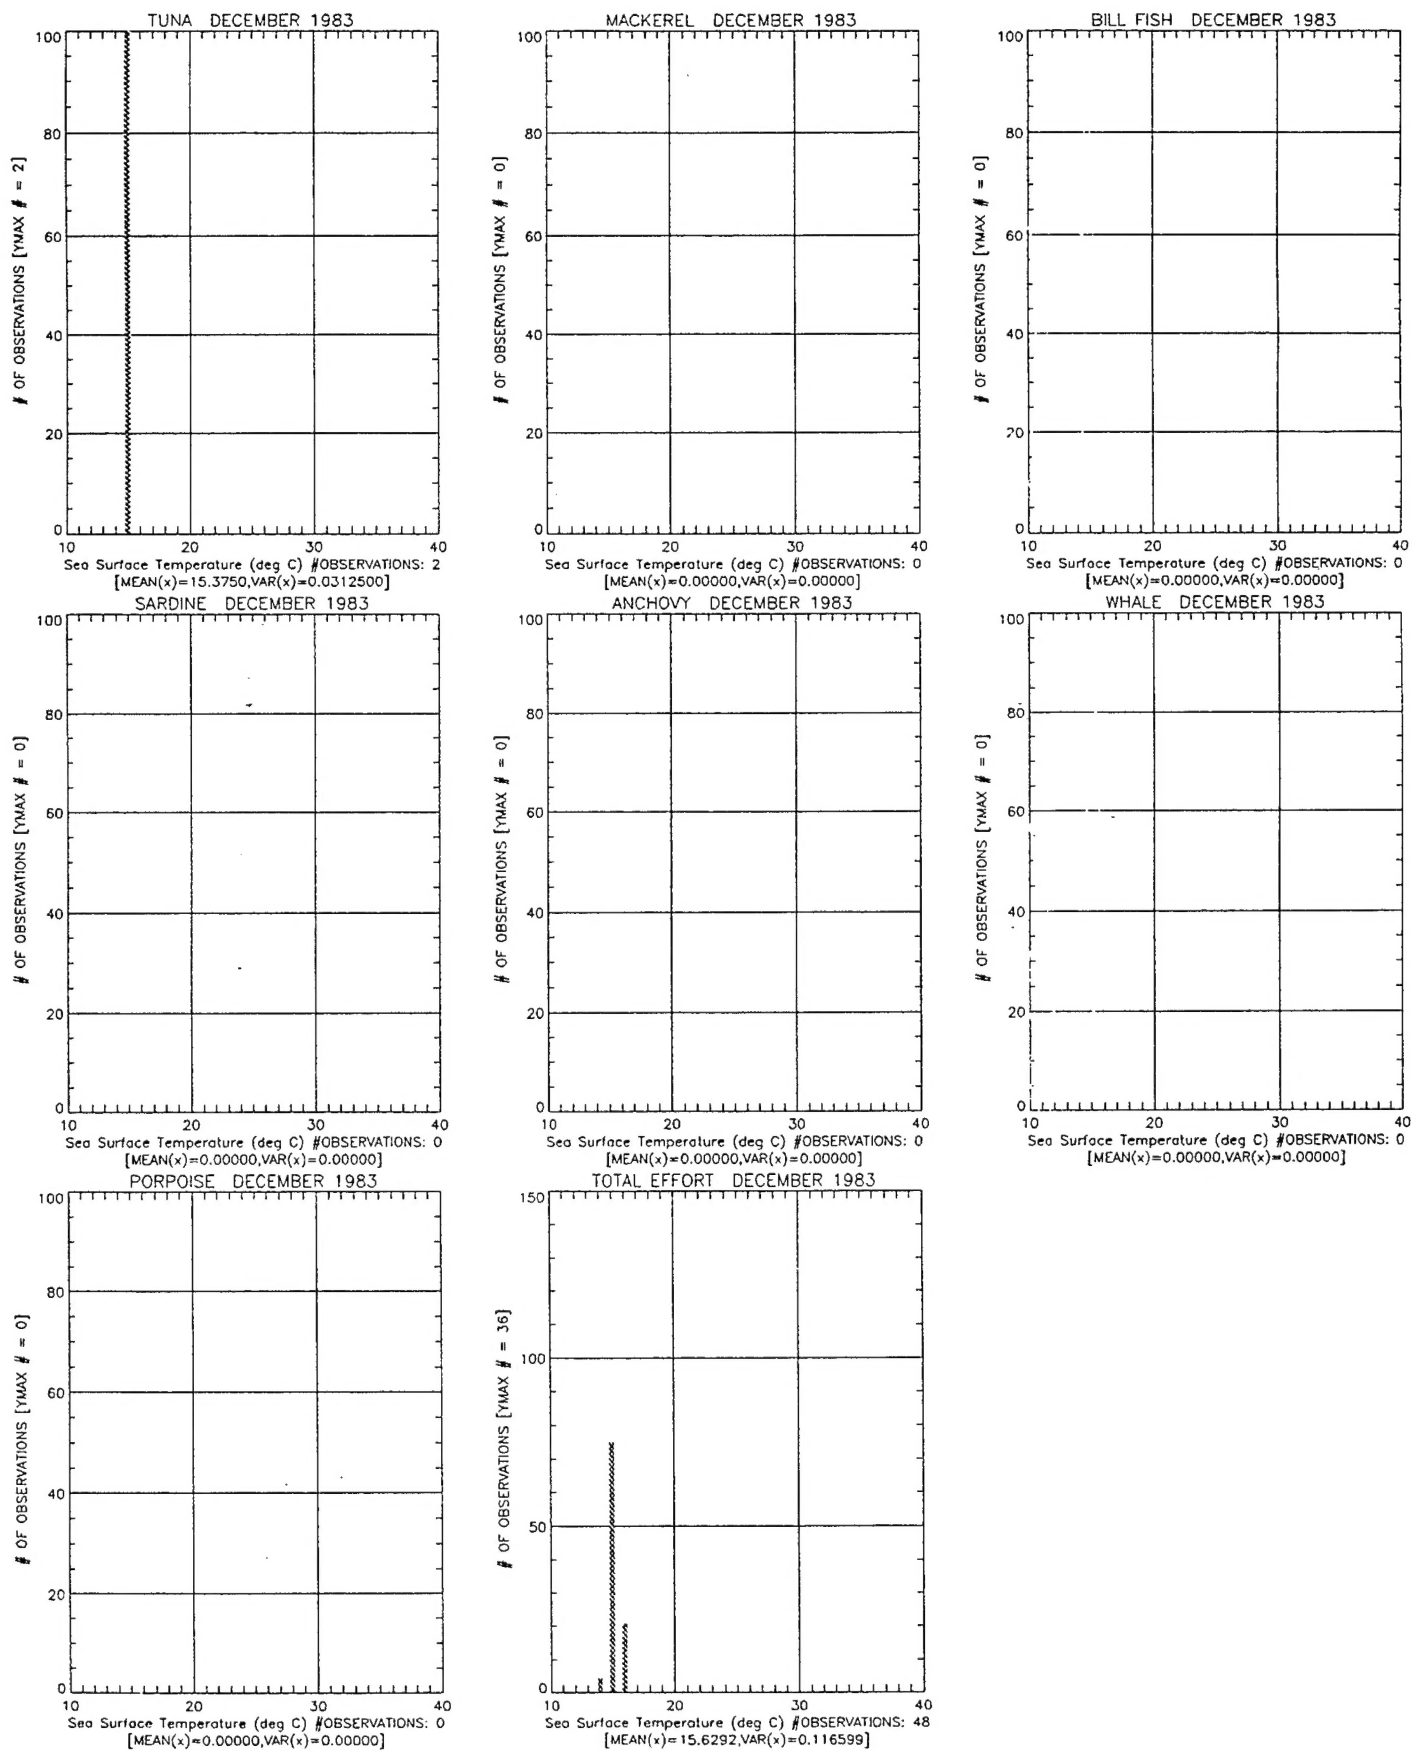 TUNA DECEMBER 1983
100
80
60
40
20
0
# OF OBSERVATIONS [YMAX # = 2]
10 20 30 40
Sea Surface Temperature (deg C) #OBSERVATIONS: 2
[MEAN(x)=15.3750,VAR(x)=0.0312500]
MACKEREL DECEMBER 1983
100
80
60
40
20
0
# OF OBSERVATIONS [YMAX # = 0]
10 20 30 40
Sea Surface Temperature (deg C) #OBSERVATIONS: 0
[MEAN(x)=0.00000,VAR(x)=0.00000]
BILL FISH DECEMBER 1983
100
80
60
40
20
0
# OF OBSERVATIONS [YMAX # = 0]
10 20 30 40
Sea Surface Temperature (deg C) #OBSERVATIONS: 0
[MEAN(x)=0.00000,VAR(x)=0.00000]
SARDINE DECEMBER 1983
100
80
60
40
20
0
# OF OBSERVATIONS [YMAX # = 0]
10 20 30 40
Sea Surface Temperature (deg C) #OBSERVATIONS: 0
[MEAN(x)=0.00000,VAR(x)=0.00000]
ANCHOVY DECEMBER 1983
100
80
60
40
20
0
# OF OBSERVATIONS [YMAX # = 0]
10 20 30 40
Sea Surface Temperature (deg C) #OBSERVATIONS: 0
[MEAN(x)=0.00000,VAR(x)=0.00000]
WHALE DECEMBER 1983
100
80
60
40
20
0
# OF OBSERVATIONS [YMAX # = 0]
10 20 30 40
Sea Surface Temperature (deg C) #OBSERVATIONS: 0
[MEAN(x)=0.00000,VAR(x)=0.00000]
PORPOISE DECEMBER 1983
100
80
60
40
20
0
# OF OBSERVATIONS [YMAX # = 0]
10 20 30 40
Sea Surface Temperature (deg C) #OBSERVATIONS: 0
[MEAN(x)=0.00000,VAR(x)=0.00000]
TOTAL EFFORT DECEMBER 1983
150
100
50
0
# OF OBSERVATIONS [YMAX # = 36]
10 20 30 40
Sea Surface Temperature (deg C) #OBSERVATIONS: 48
[MEAN(x)=15.6292,VAR(x)=0.116599]